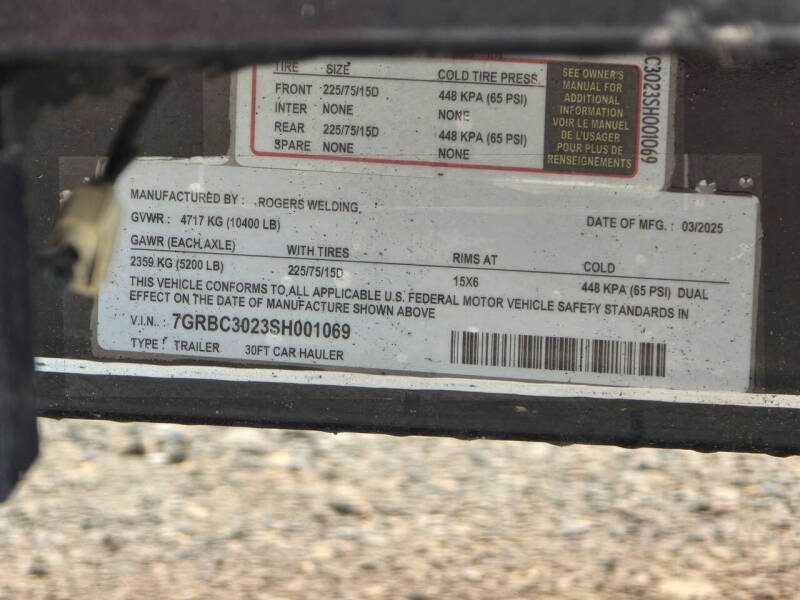 TIRE SIZE COLD TIRE PRESS.
FRONT 225/75/15D 448 KPA (65 PSI)
INTER NONE NONE
REAR 225/75/15D 448 KPA (65 PSI)
SPARE NONE NONE
SEE OWNER'S
MANUAL FOR
ADDITIONAL
INFORMATION
VOIR LE MANUEL
DE L'USAGER
POUR PLUS DE
RENSEIGNEMENTS
C3023SH001069
MANUFACTURED BY : ROGERS WELDING
GVWR : 4717 KG (10400 LB) DATE OF MFG. : 03/2025
GAWR (EACH AXLE) WITH TIRES RIMS AT COLD
2359 KG (5200 LB) 225/75/15D 15X6 448 KPA (65 PSI) DUAL
THIS VEHICLE CONFORMS TO ALL APPLICABLE U.S. FEDERAL MOTOR VEHICLE SAFETY STANDARDS IN
EFFECT ON THE DATE OF MANUFACTURE SHOWN ABOVE
V.I.N. : 7GRBC3023SH001069
TYPE : TRAILER 30FT CAR HAULER